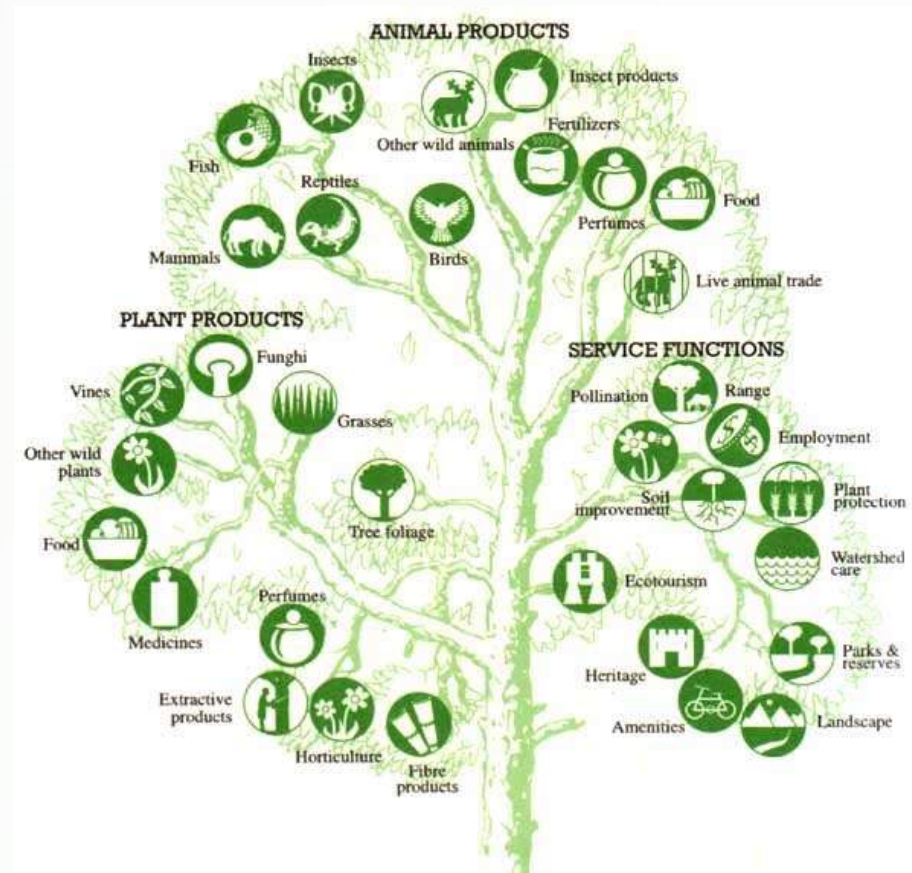 ANIMAL PRODUCTS
Insects
Insect products
Other wild animals
Fertilizers
Fish
Reptiles
Perfumes
Food
Mammals
Birds
Live animal trade
PLANT PRODUCTS
Funghi
Vines
Grasses
Other wild
plants
Tree foliage
Food
Medicines
Perfumes
Extractive
products
Horticulture
Fibre
products
SERVICE FUNCTIONS
Pollination
Range
Employment
Soil
improvement
Plant
protection
Watershed
care
Ecotourism
Heritage
Parks &
reserves
Amenities
Landscape